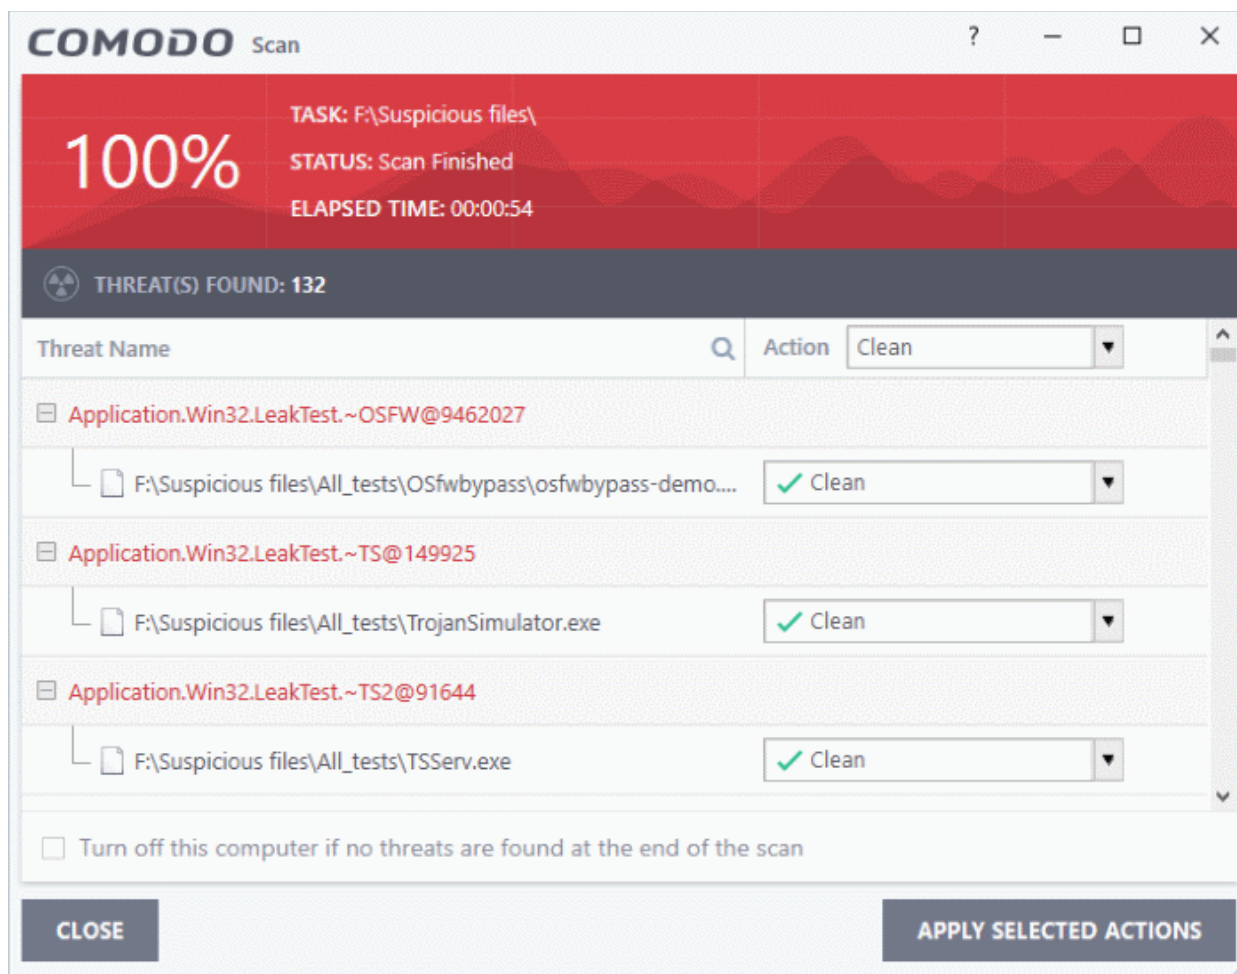 COMODO Scan ?
TASK: F:\Suspicious files\
100%
STATUS: Scan Finished
ELAPSED TIME: 00:00:54
THREAT(S) FOUND: 132
Threat Name Action Clean
Application.Win32.LeakTest.~OSFW@9462027
F:\Suspicious files\All_tests\OSfwbypass\osfwbypass-demo.... Clean
Application.Win32.LeakTest.~TS@149925
F:\Suspicious files\All_tests\TrojanSimulator.exe Clean
Application.Win32.LeakTest.~TS2@91644
F:\Suspicious files\All_tests\TSServ.exe Clean
Turn off this computer if no threats are found at the end of the scan
CLOSE APPLY SELECTED ACTIONS